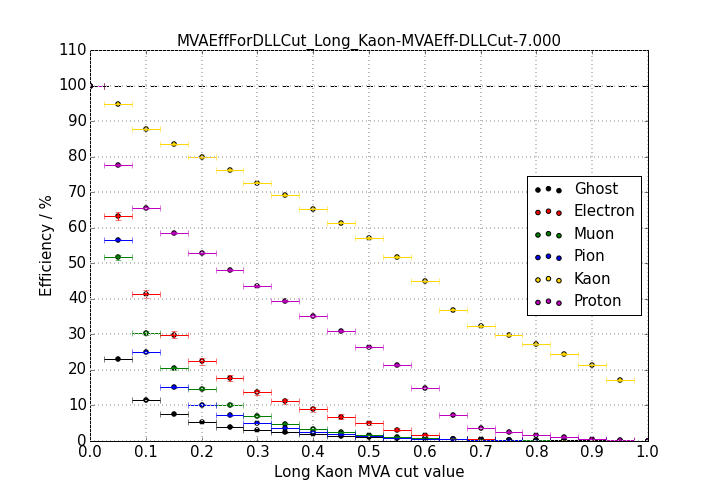 MVAEffForDLLCut_Long_Kaon-MVAEff-DLLCut-7.000
110
100
90
80
70
60
50
40
30
20
10
0
Efficiency / %
Ghost
Electron
Muon
Pion
Kaon
Proton
0.0 0.1 0.2 0.3 0.4 0.5 0.6 0.7 0.8 0.9 1.0
Long Kaon MVA cut value